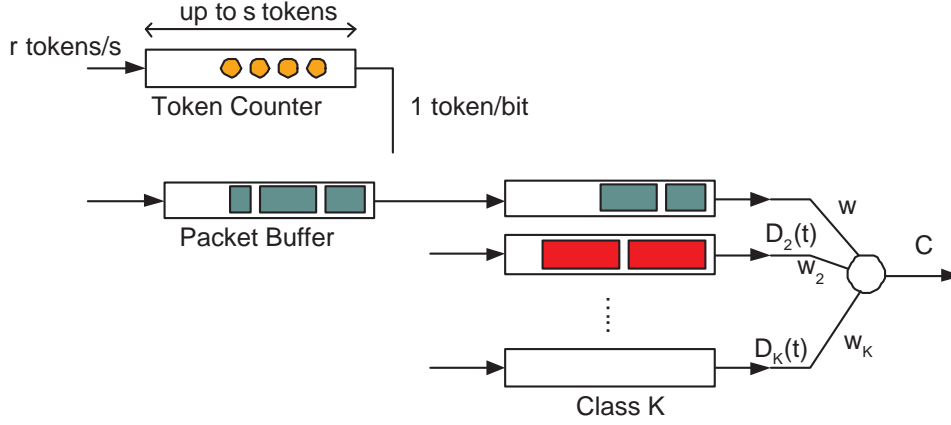 up to s tokens
r tokens/s
Token Counter
1 token/bit
Packet Buffer
w
D2(t)
w2
C
DK(t)
wK
Class K